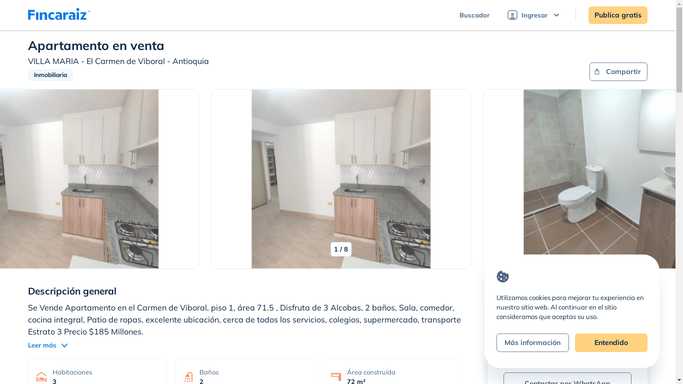 Fincaraiz
Buscador
Ingresar
Publica gratis
Apartamento en venta
VILLA MARIA - El Carmen de Viboral - Antioquia
Inmobiliaria
Compartir
1 / 8
Descripción general
Se Vende Apartamento en el Carmen de Viboral. piso 1, área 71.5 , Disfruta de 3 Alcobas, 2 baños, Sala, comedor,
cocina integral, Patio de ropas, excelente ubicación, cerca de todos los servicios, colegios, supermercado, transporte
Estrato 3 Precio $185 Millones.
Leer más
Habitaciones
3
Baños
2
Área construida
72 m²
Utilizamos cookies para mejorar tu experiencia en
nuestro sitio web. Al continuar en el sitio
consideramos que aceptas su uso.
Más información
Entendido
Contactar por WhatsApp